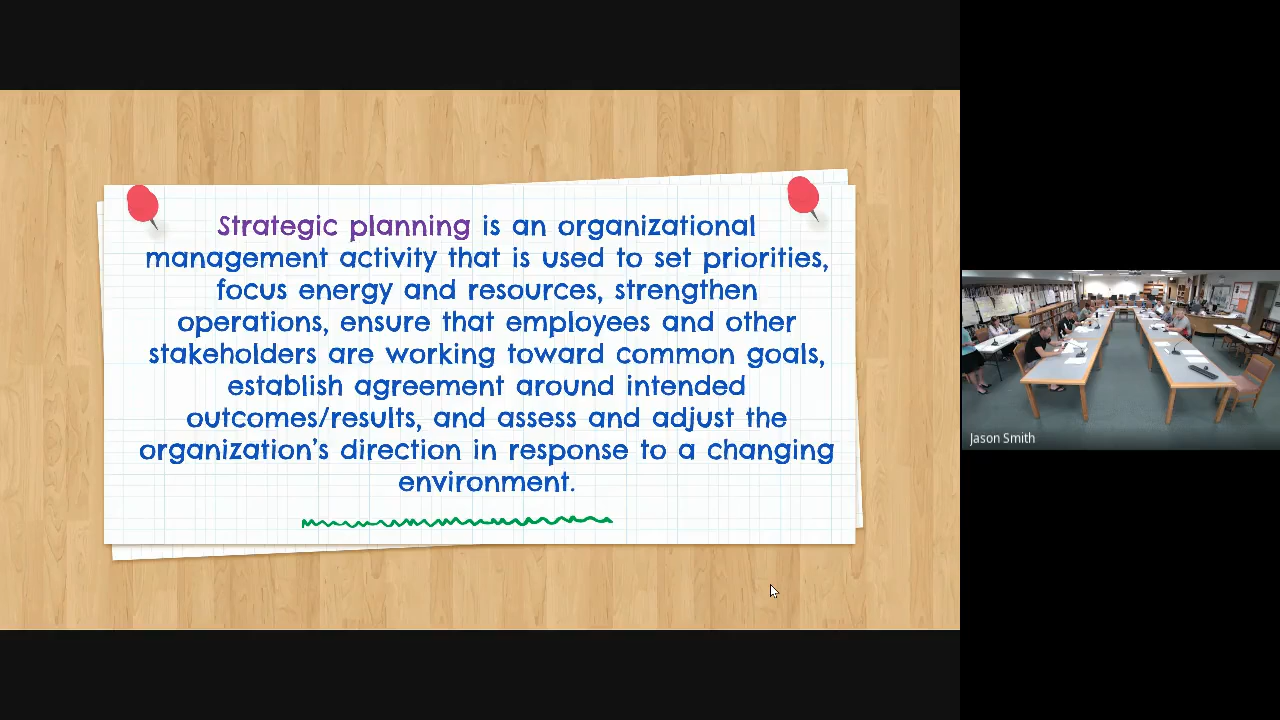 Strategic planning is an organizational
management activity that is used to set priorities,
focus energy and resources, strengthen
operations, ensure that employees and other
stakeholders are working toward common goals,
establish agreement around intended
outcomes/results, and assess and adjust the
organization's direction in response to a changing
environment.
Jason Smith